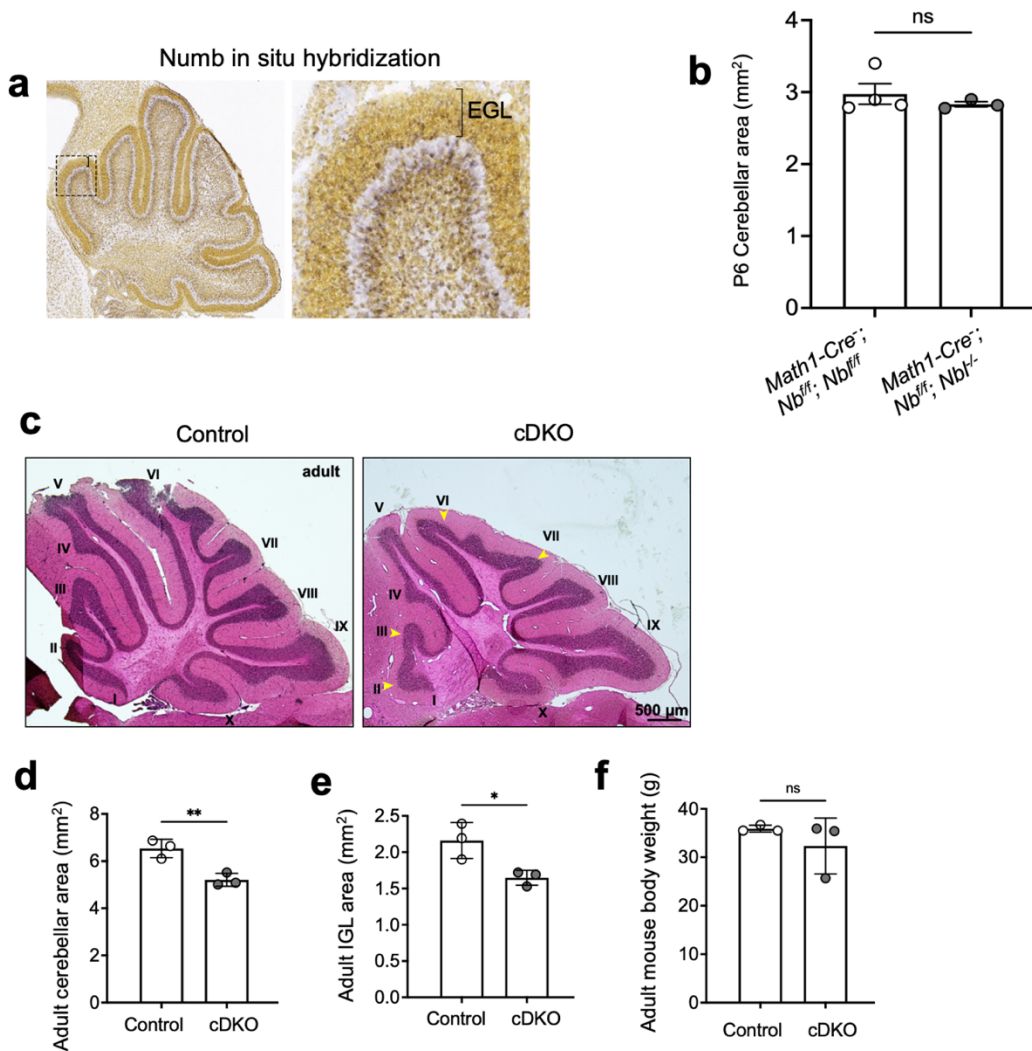 Numb in situ hybridization
a
EGL
b
ns
P6 Cerebellar area (mm²)
4
3
2
1
0
Math1-Cre⁻;
Nbᶠ/ᶠ; Nblᶠ/ᶠ
Math1-Cre⁻;
Nbᶠ/ᶠ; Nbl⁻/⁻
c
Control
cDKO
adult
V
VI
IV
VII
III
VIII
II
IX
I
X
V
VI
VII
IV
VIII
III
IX
II
I
X
500 µm
d
Adult cerebellar area (mm²)
8
6
4
2
0
**
Control
cDKO
e
Adult IGL area (mm²)
2.5
2.0
1.5
1.0
0.5
0.0
*
Control
cDKO
f
Adult mouse body weight (g)
40
30
20
10
0
ns
Control
cDKO